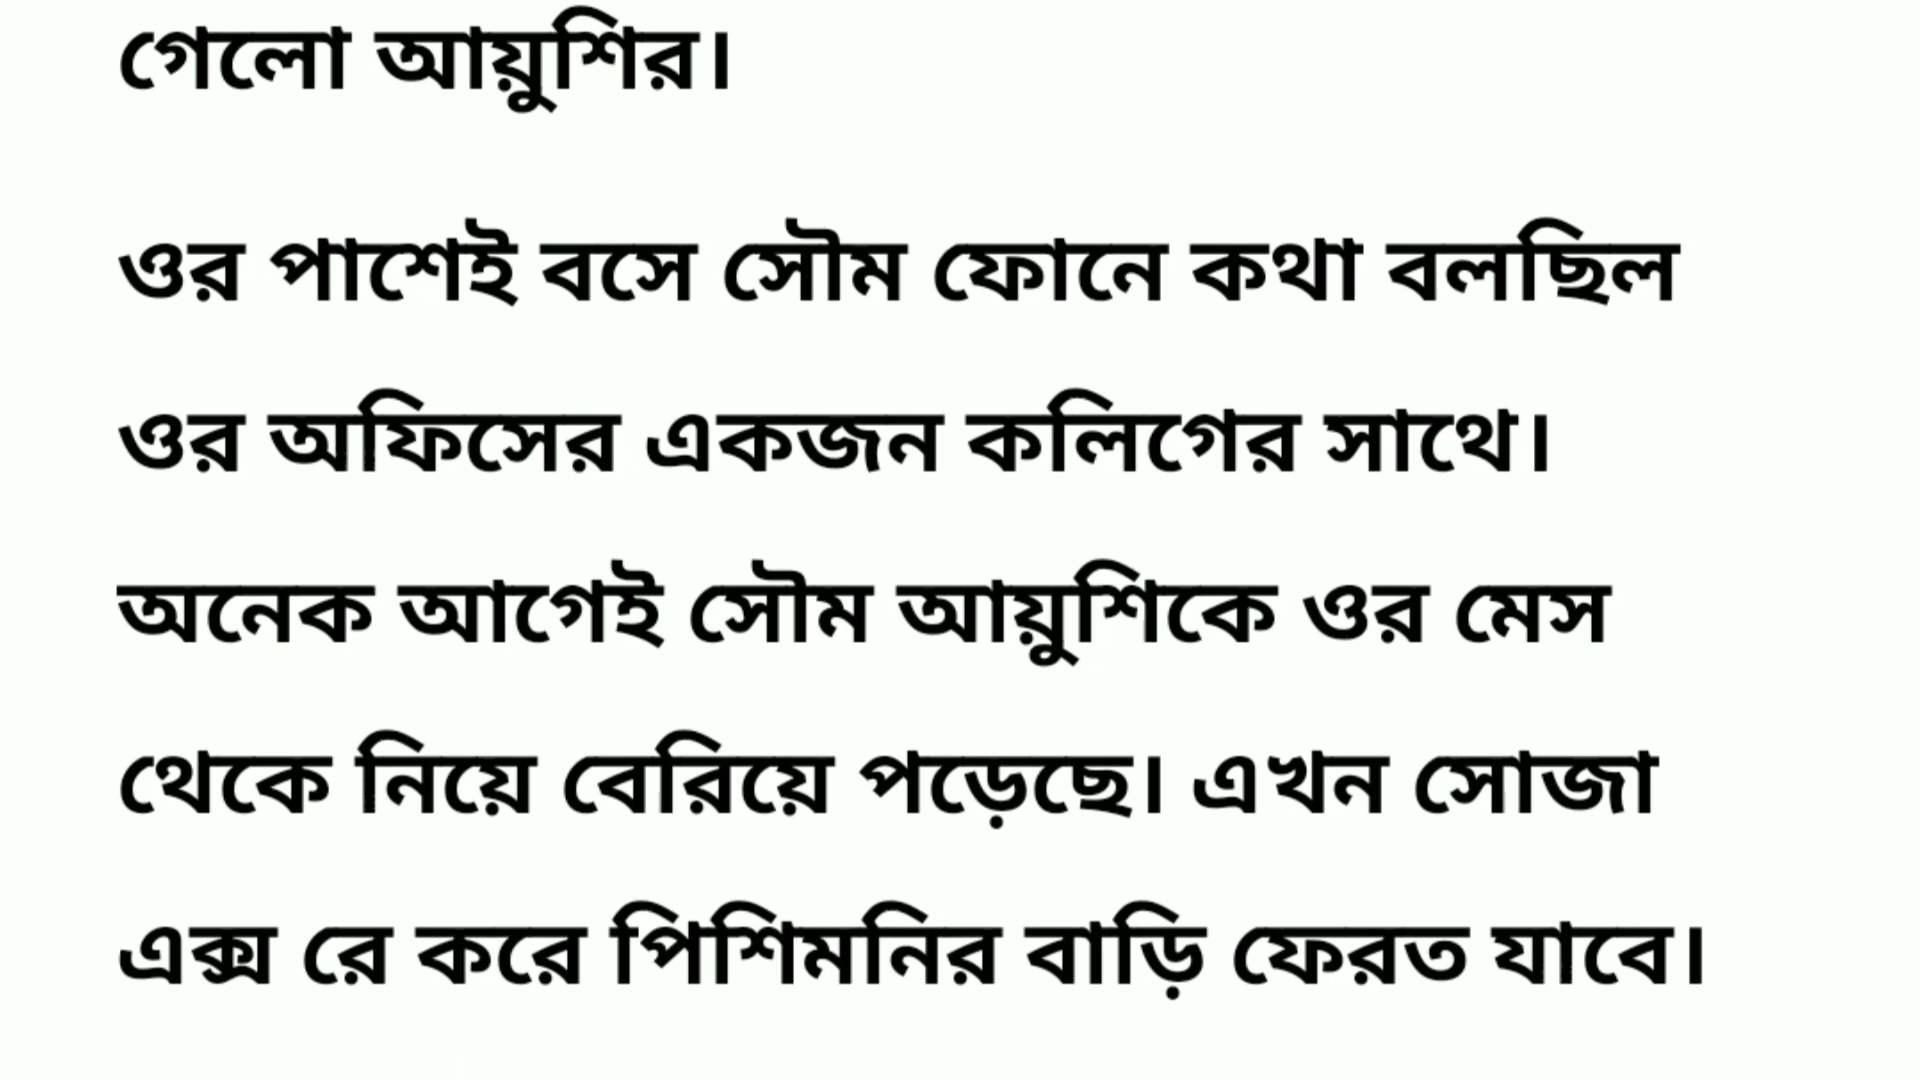 গেলো আয়ুশির।
ওর পাশেই বসে সৌম ফোনে কথা বলছিল
ওর অফিসের একজন কলিগের সাথে।
অনেক আগেই সৌম আয়ুশিকে ওর মেস
থেকে নিয়ে বেরিয়ে পড়েছে। এখন সোজা
এক্স রে করে পিশিমনির বাড়ি ফেরত যাবে।